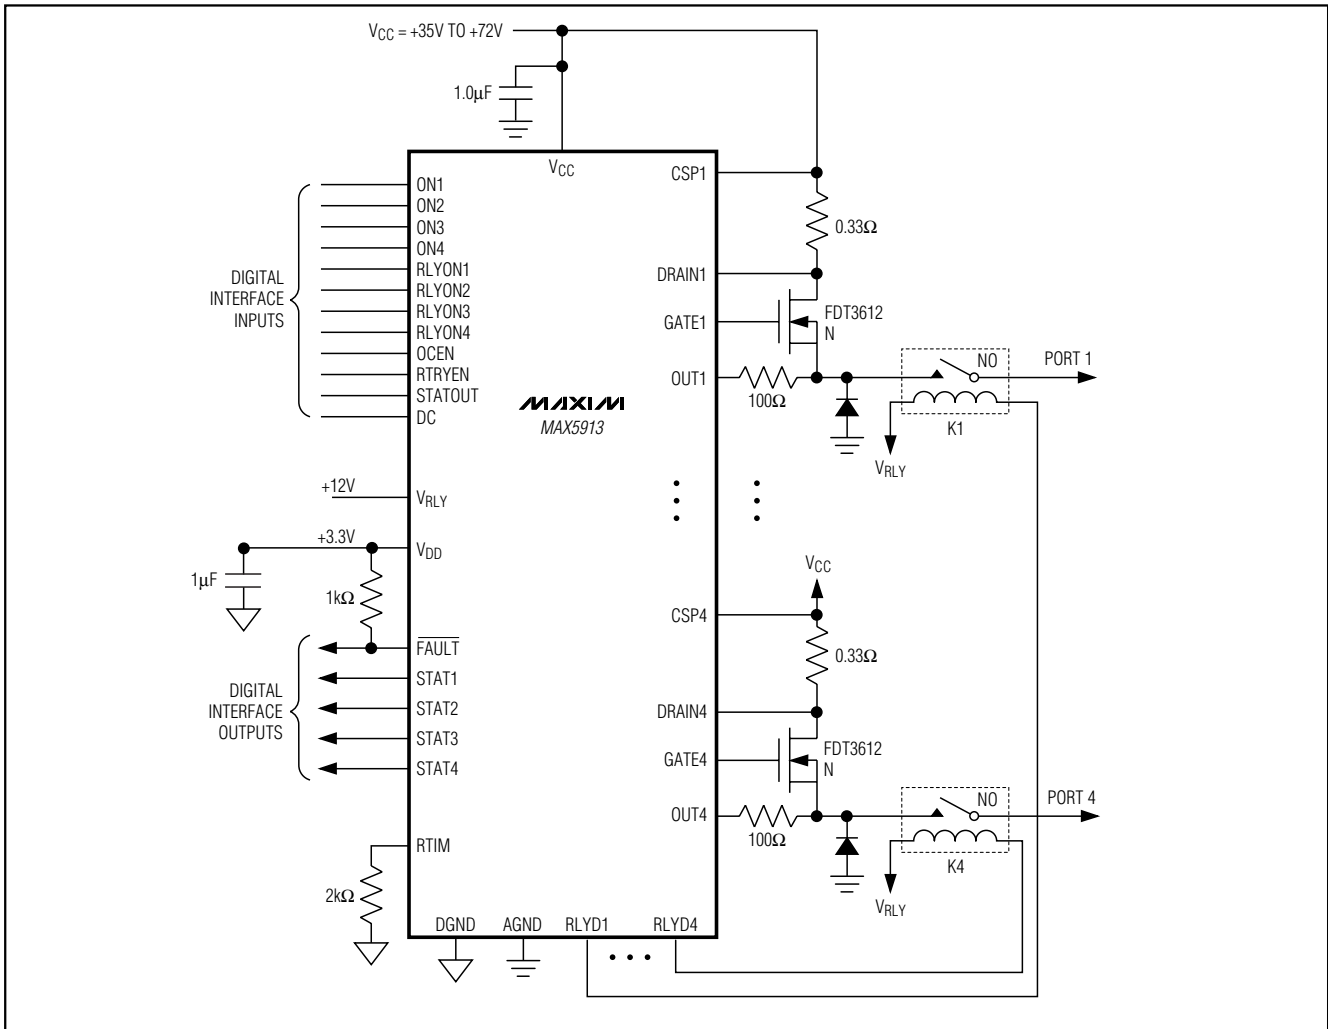 VCC = +35V TO +72V
1.0µF
VCC
CSP1
ON1
ON2
ON3
ON4
RLYON1
RLYON2
RLYON3
RLYON4
OCEN
RTRYEN
STATOUT
DC
DIGITAL
INTERFACE
INPUTS
0.33Ω
DRAIN1
GATE1
FDT3612
N
OUT1
100Ω
NO
PORT 1
K1
VRLY
MAXIM
MAX5913
+12V
VRLY
+3.3V
VDD
1µF
1kΩ
FAULT
STAT1
STAT2
STAT3
STAT4
DIGITAL
INTERFACE
OUTPUTS
VCC
CSP4
0.33Ω
DRAIN4
GATE4
FDT3612
N
OUT4
100Ω
NO
PORT 4
K4
VRLY
RTIM
2kΩ
DGND
AGND
RLYD1
RLYD4